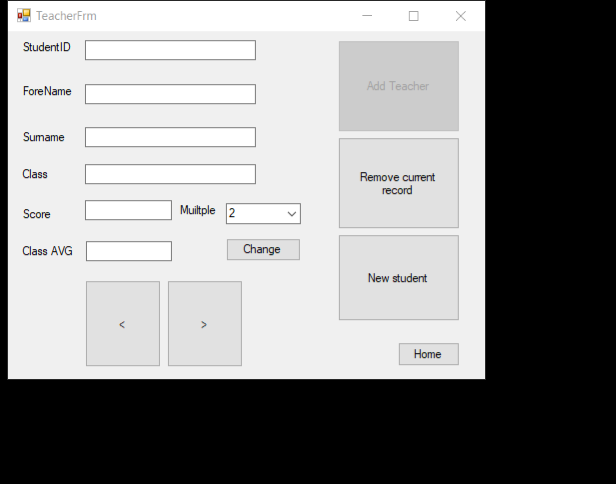 TeacherFrm
StudentID
Add Teacher
ForeName
Surname
Remove current
record
Class
Score
Muiltple
2
Class AVG
Change
New student
<
>
Home